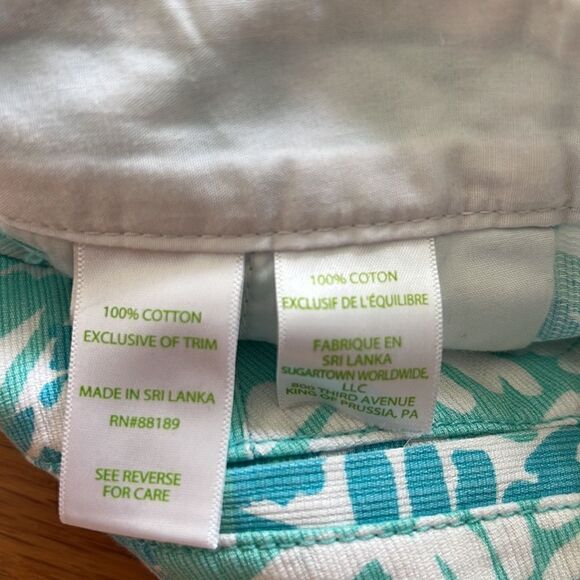 100% COTTON
EXCLUSIVE OF TRIM
MADE IN SRI LANKA
RN#88189
SEE REVERSE
FOR CARE
100% COTON
EXCLUSIF DE L'ÉQUILIBRE
FABRIQUE EN
SRI LANKA
SUGARTOWN WORLDWIDE,
LLC
800 THIRD AVENUE
KING OF PRUSSIA, PA